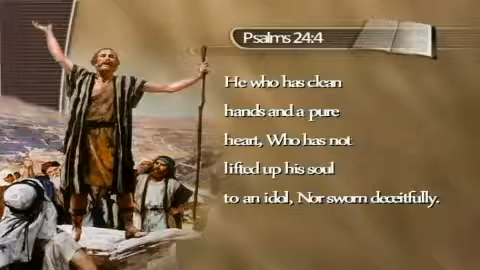 Psalms 24:4
He who has clean
hands and a pure
heart, Who has not
lifted up his soul
to an idol, Nor sworn deceitfully.